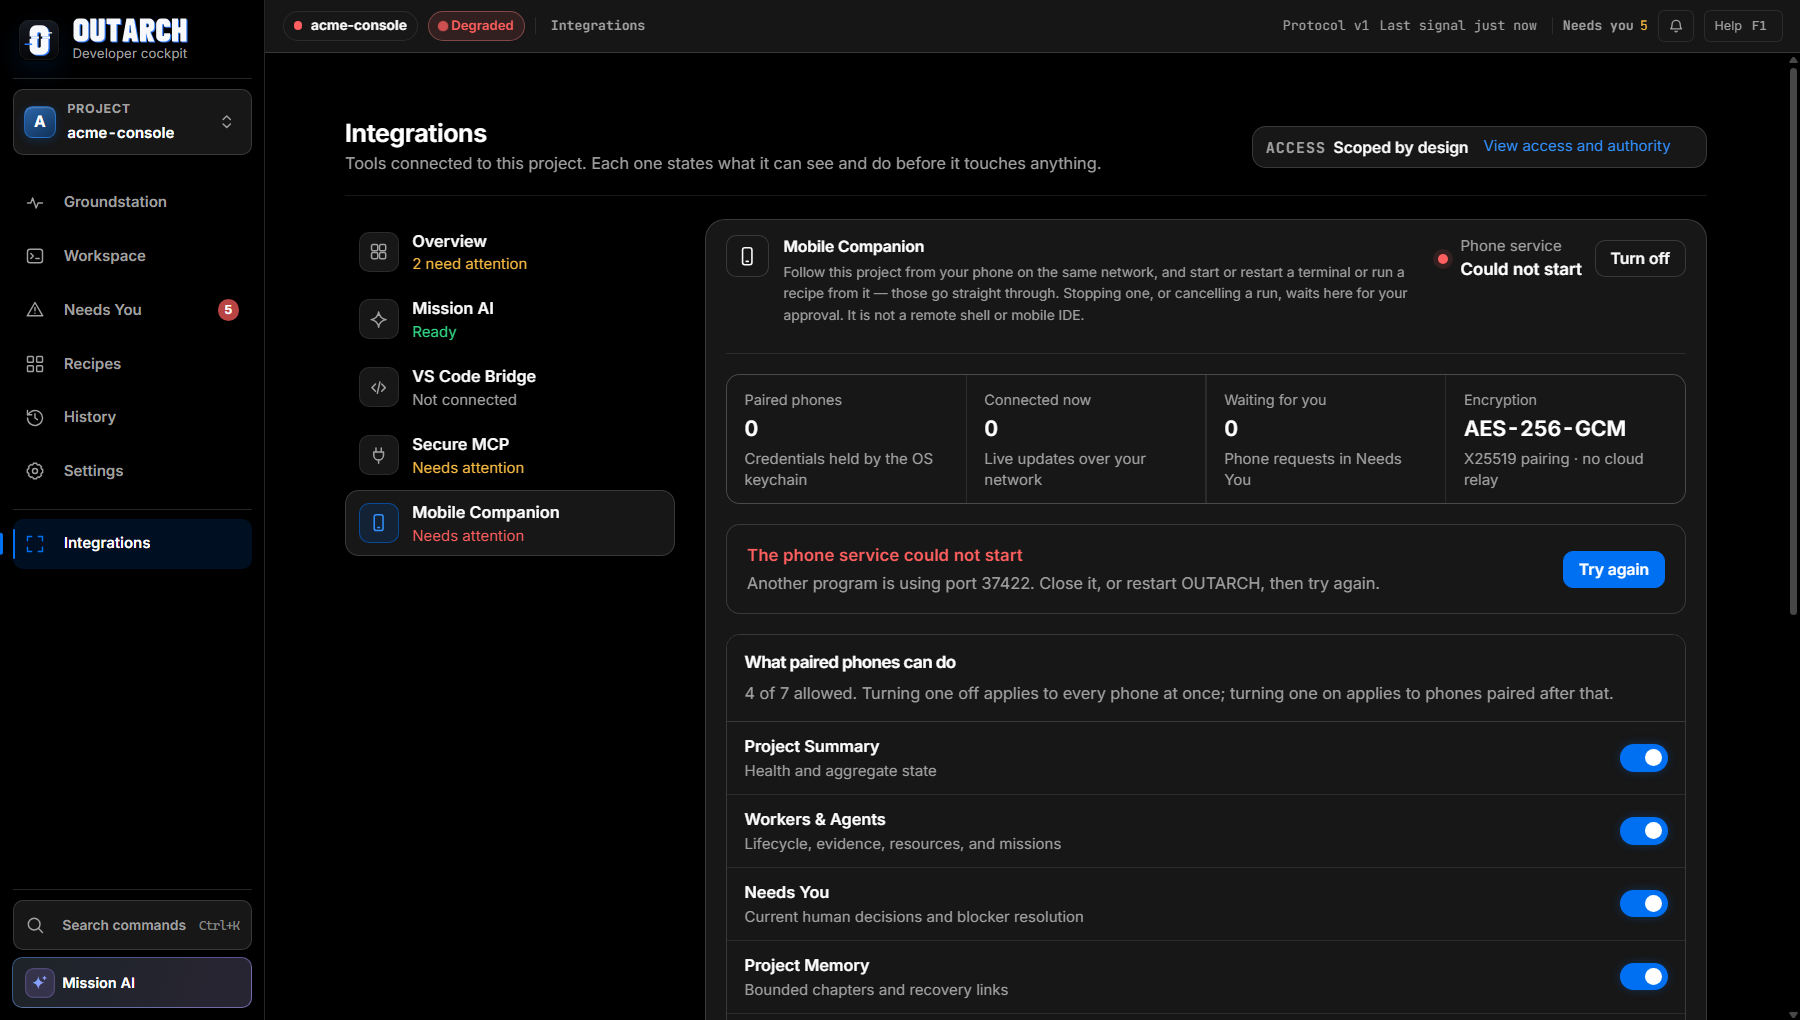 OUTARCH
Developer cockpit
A
PROJECT
acme-console
Groundstation
Workspace
Needs You
5
Recipes
History
Settings
Integrations
Search commands
Ctrl+K
Mission AI
acme-console
Degraded
Integrations
Protocol v1
Last signal just now
Needs you 5
Help F1
Integrations
Tools connected to this project. Each one states what it can see and do before it touches anything.
ACCESS Scoped by design View access and authority
Overview
2 need attention
Mission AI
Ready
VS Code Bridge
Not connected
Secure MCP
Needs attention
Mobile Companion
Needs attention
Mobile Companion
Follow this project from your phone on the same network, and start or restart a terminal or run a
recipe from it — those go straight through. Stopping one, or cancelling a run, waits here for your
approval. It is not a remote shell or mobile IDE.
Phone service
Could not start
Turn off
Paired phones
0
Credentials held by the OS
keychain
Connected now
0
Live updates over your
network
Waiting for you
0
Phone requests in Needs
You
Encryption
AES-256-GCM
X25519 pairing · no cloud
relay
The phone service could not start
Another program is using port 37422. Close it, or restart OUTARCH, then try again.
Try again
What paired phones can do
4 of 7 allowed. Turning one off applies to every phone at once; turning one on applies to phones paired after that.
Project Summary
Health and aggregate state
Workers & Agents
Lifecycle, evidence, resources, and missions
Needs You
Current human decisions and blocker resolution
Project Memory
Bounded chapters and recovery links